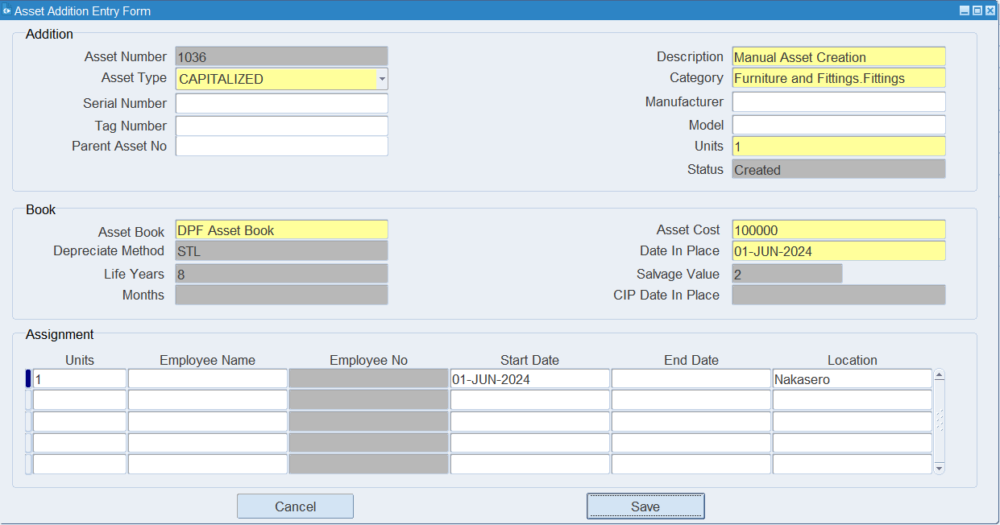 Asset Addition Entry Form
Addition
Asset Number 1036 Description Manual Asset Creation
Asset Type CAPITALIZED Category Furniture and Fittings.Fittings
Serial Number Manufacturer
Tag Number Model
Parent Asset No Units 1
Status Created
Book
Asset Book DPF Asset Book Asset Cost 100000
Depreciate Method STL Date In Place 01-JUN-2024
Life Years 8 Salvage Value 2
Months CIP Date In Place
Assignment
Units Employee Name Employee No Start Date End Date Location
1 01-JUN-2024 Nakasero
Cancel Save